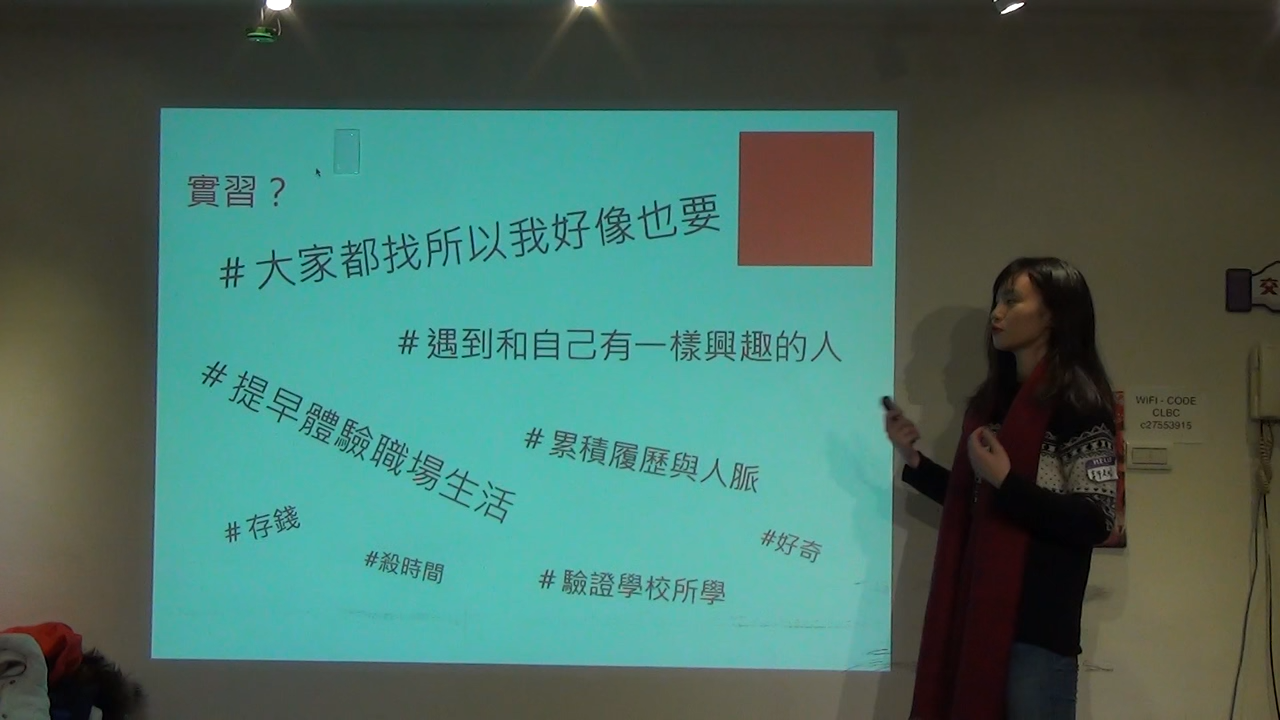 實習？
# 大家都找所以我好像也要
# 遇到和自己有一樣興趣的人
# 提早體驗職場生活
# 累積履歷與人脈
# 存錢
#殺時間
# 驗證學校所學
#好奇
交
WiFi - CODE
CLBC
c27553915
HELLO